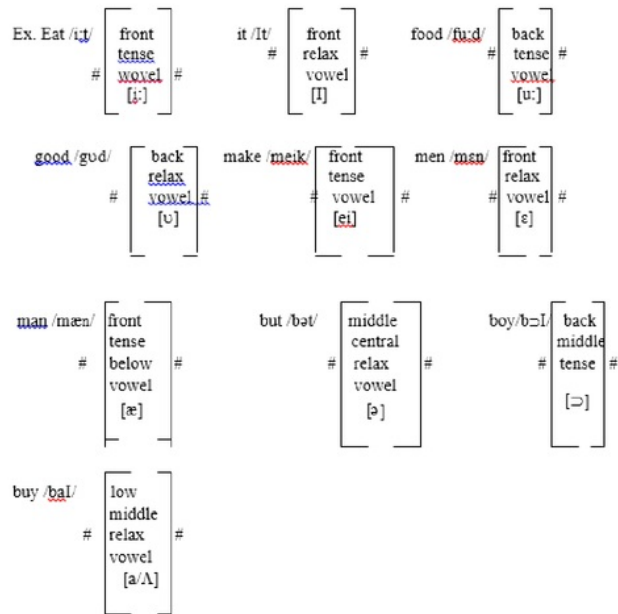 Ex. Eat /i:t/
front
tense
# wovel #
[i:]
it /It/
front
# relax #
vowel
[I]
food /fu:d/
back
# tense #
vowel
[u:]
good /gʊd/
back
relax
# vowel #
[ʊ]
make /meik/
front
tense
# vowel #
[ei]
men /mɛn/
front
relax
# vowel #
[ɛ]
man /mæn/
front
tense
# below #
vowel
[æ]
but /bət/
middle
central
# relax #
vowel
[ə]
boy/bɔI/
back
middle
# tense #
[ɔ]
buy /baI/
low
middle
# relax #
vowel
[a/Λ]